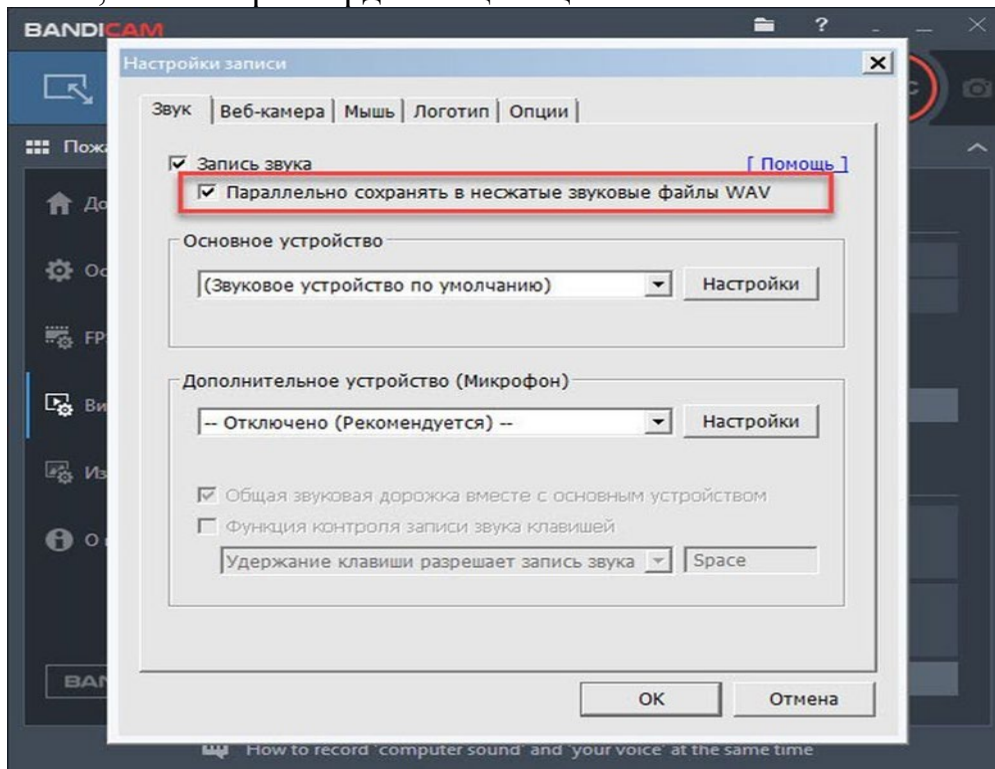 BANDICAM
?
Настройки записи
Звук Веб-камера Мышь Логотип Опции
Запись звука [ Помощь ]
Параллельно сохранять в несжатые звуковые файлы WAV
Основное устройство
(Звуковое устройство по умолчанию) Настройки
Дополнительное устройство (Микрофон)
-- Отключено (Рекомендуется) -- Настройки
Общая звуковая дорожка вместе с основным устройством
Функция контроля записи звука клавишей
Удержание клавиши разрешает запись звука Space
OK Отмена
How to record 'computer sound' and 'your voice' at the same time